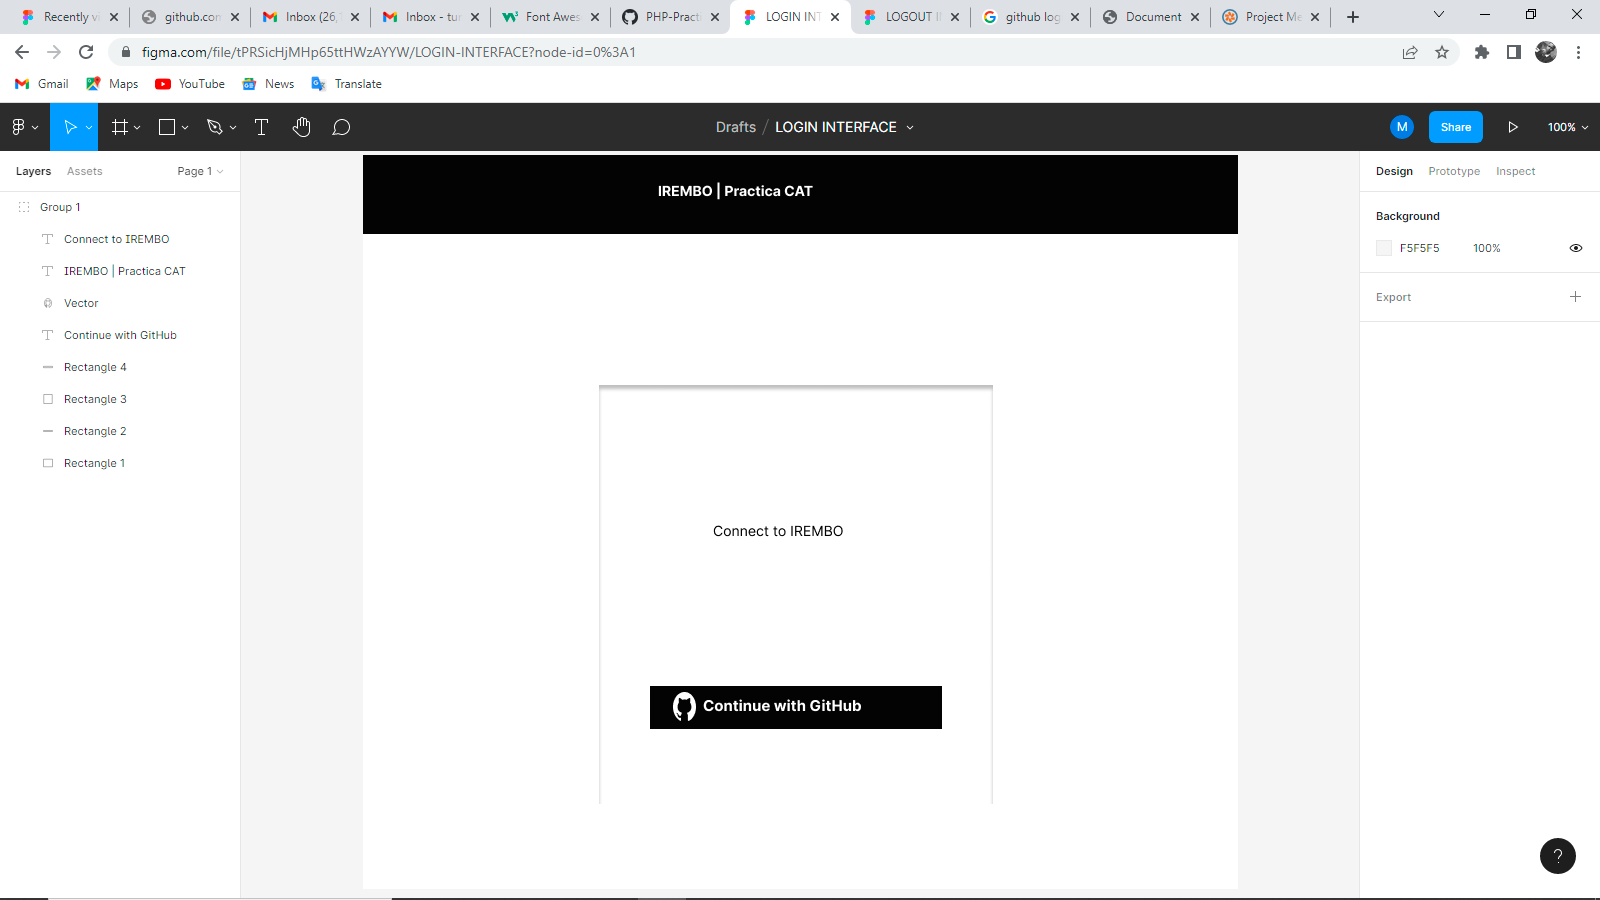 Recently vi
github.com
Inbox (26,
Inbox - tur
Font Awes
PHP-Practi
LOGIN INT
LOGOUT I
github log
Document
Project Me
figma.com/file/tPRSicHjMHp65ttHWzAYYW/LOGIN-INTERFACE?node-id=0%3A1
Gmail
Maps
YouTube
News
Translate
Drafts / LOGIN INTERFACE
M
Share
100%
Layers
Assets
Page 1
Group 1
Connect to IREMBO
IREMBO | Practica CAT
Vector
Continue with GitHub
Rectangle 4
Rectangle 3
Rectangle 2
Rectangle 1
IREMBO | Practica CAT
Connect to IREMBO
Continue with GitHub
Design
Prototype
Inspect
Background
F5F5F5
100%
Export
?